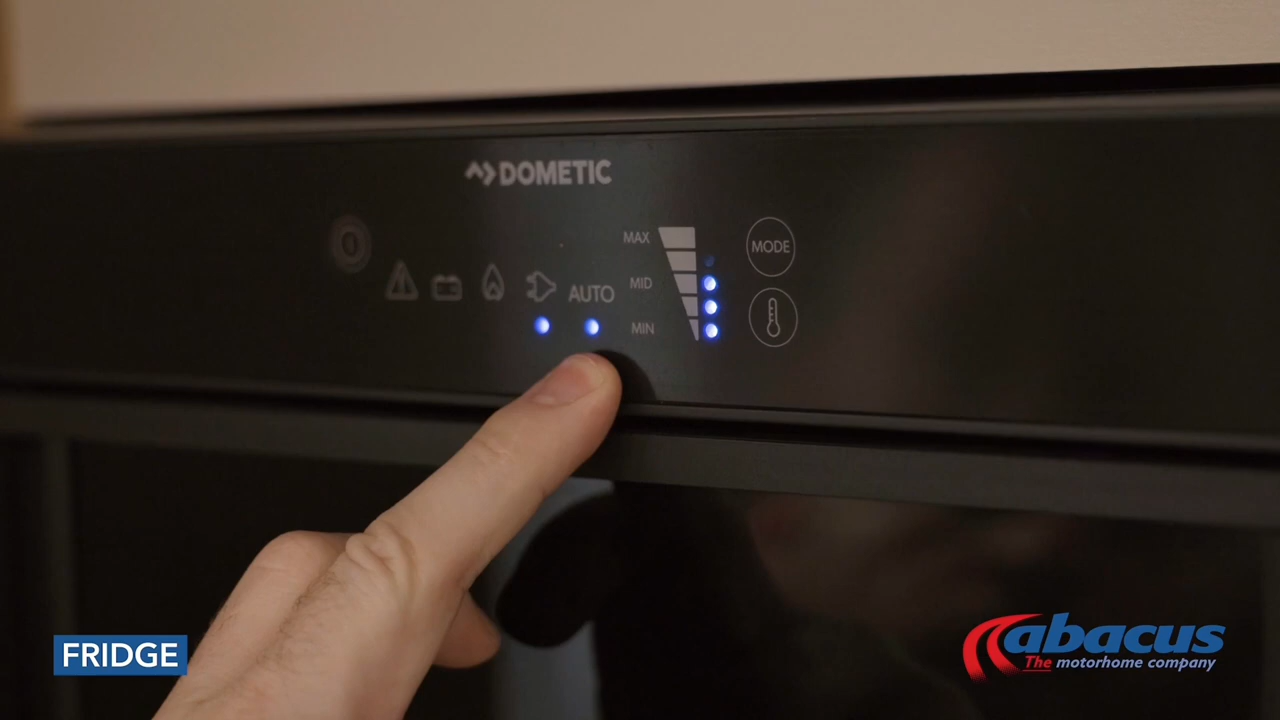 DOMETIC
MAX
MODE
MID
AUTO
MIN
FRIDGE
abacus
The motorhome company